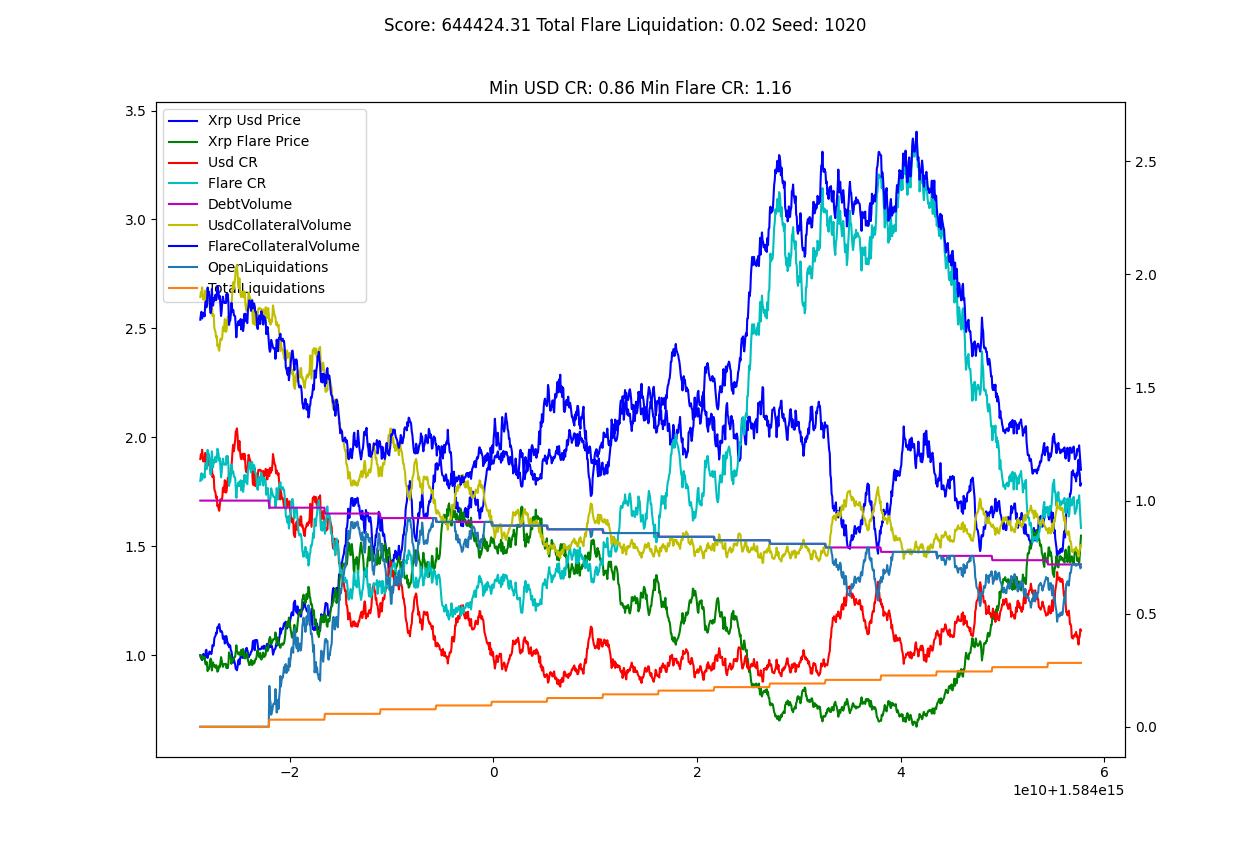 Score: 644424.31 Total Flare Liquidation: 0.02 Seed: 1020
Min USD CR: 0.86 Min Flare CR: 1.16
Xrp Usd Price
Xrp Flare Price
Usd CR
Flare CR
DebtVolume
UsdCollateralVolume
FlareCollateralVolume
OpenLiquidations
TotalLiquidations
3.5
3.0
2.5
2.0
1.5
1.0
2.5
2.0
1.5
1.0
0.5
0.0
−2
0
2
4
6
1e10+1.584e15